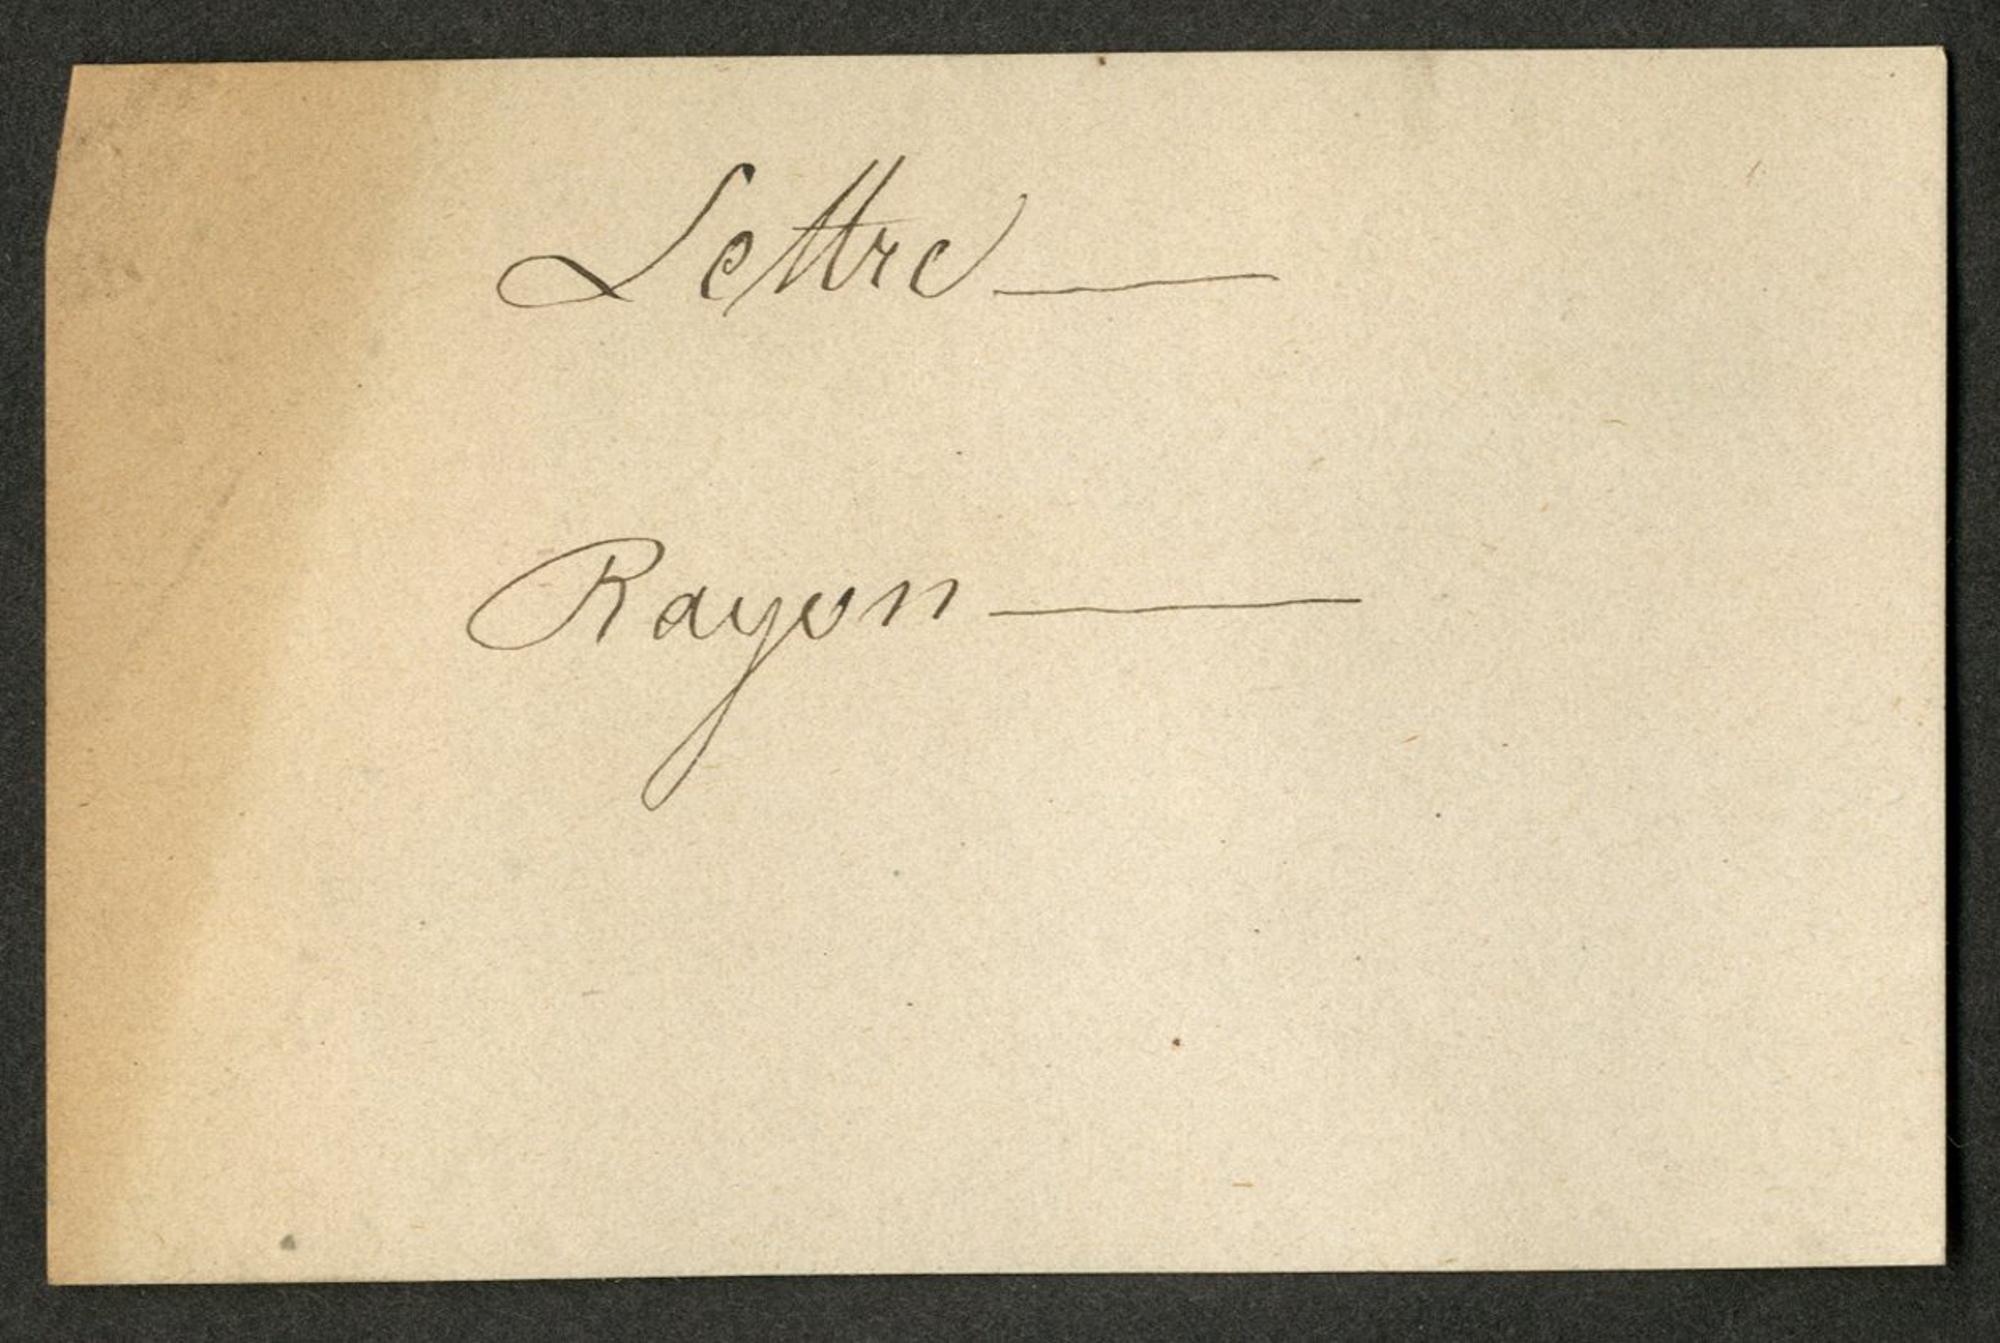 Lettre —
Rayon —